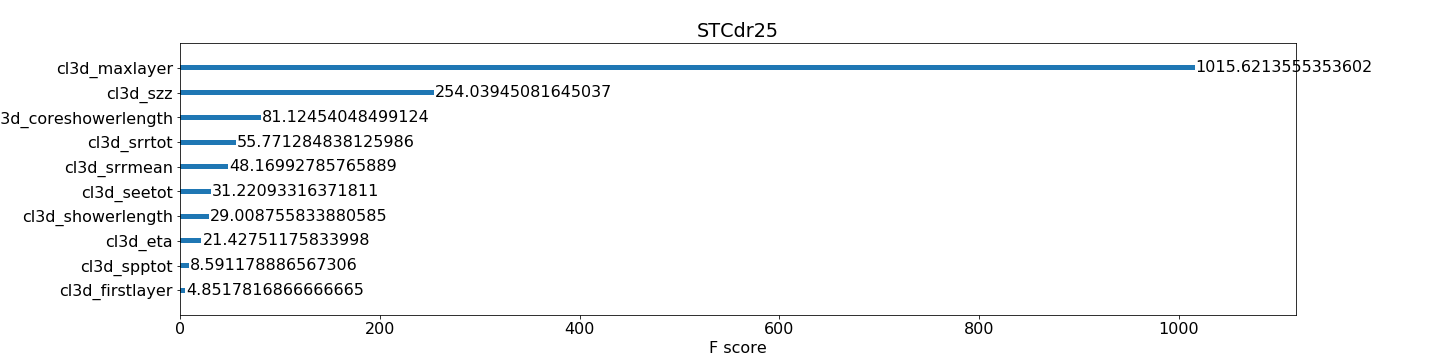 STCdr25
cl3d_maxlayer 1015.6213555353602
cl3d_szz 254.03945081645037
3d_coreshowerlength 81.12454048499124
cl3d_srrtot 55.771284838125986
cl3d_srrmean 48.16992785765889
cl3d_seetot 31.22093316371811
cl3d_showerlength 29.008755833880585
cl3d_eta 21.42751175833998
cl3d_spptot 8.591178886567306
cl3d_firstlayer 4.8517816866666665
0 200 400 600 800 1000
F score